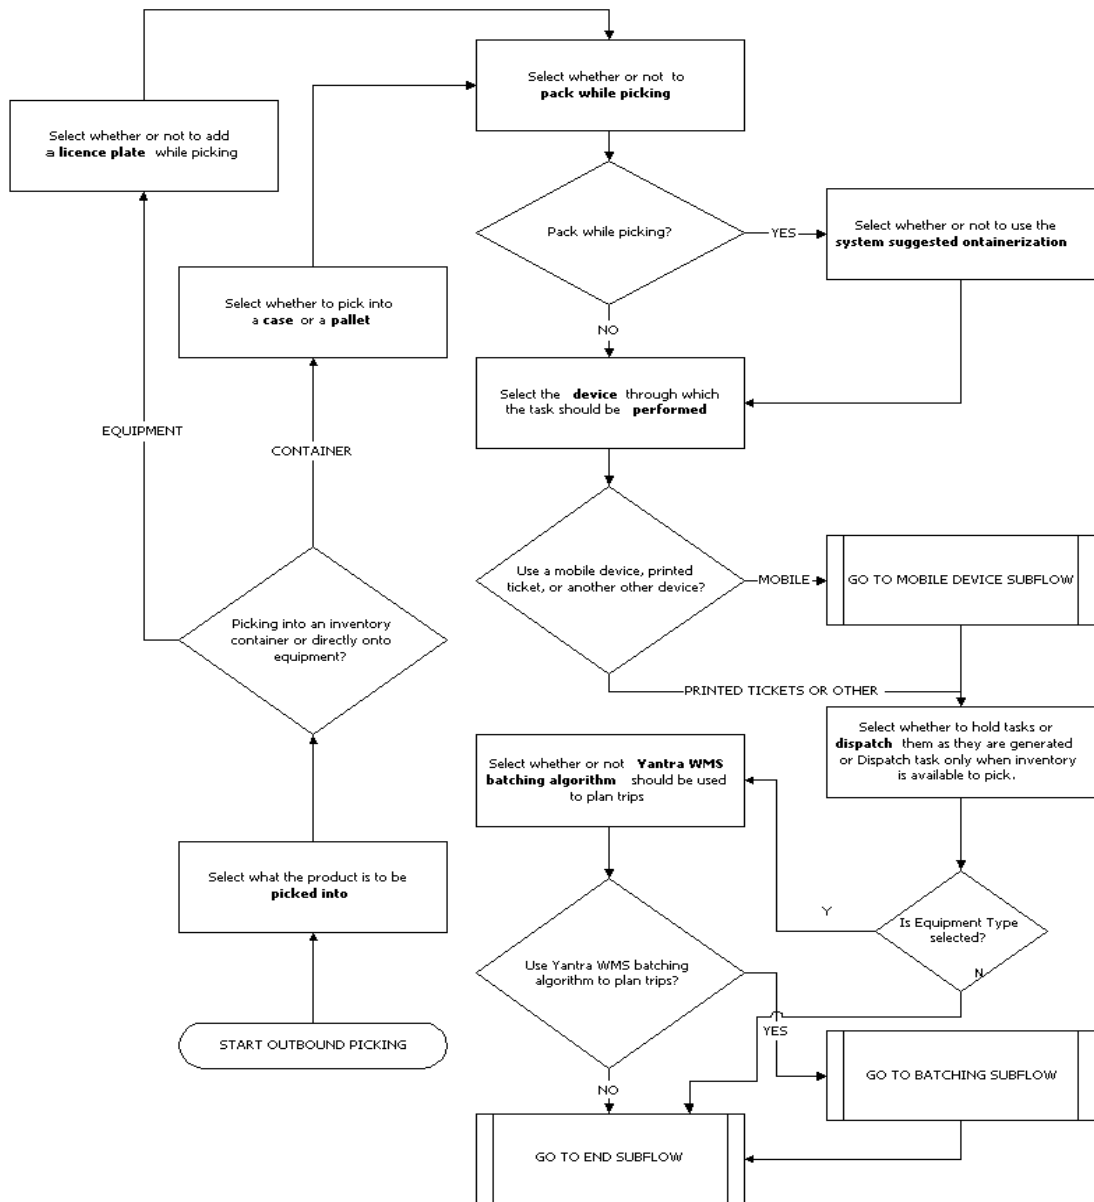 Select whether or not to
pack while picking
Select whether or not to add
a licence plate while picking
Pack while picking?
YES
Select whether or not to use the
system suggested ontainerization
Select whether to pick into
a case or a pallet
NO
Select the device through which
the task should be performed
EQUIPMENT
CONTAINER
Use a mobile device, printed
ticket, or another other device?
MOBILE
GO TO MOBILE DEVICE SUBFLOW
Picking into an inventory
container or directly onto
equipment?
PRINTED TICKETS OR OTHER
Select whether to hold tasks or
dispatch them as they are generated
or Dispatch task only when inventory
is available to pick.
Select whether or not Yantra WMS
batching algorithm should be used
to plan trips
Select what the product is to be
picked into
Y
Is Equipment Type
selected?
N
Use Yantra WMS batching
algorithm to plan trips?
YES
START OUTBOUND PICKING
GO TO BATCHING SUBFLOW
NO
GO TO END SUBFLOW